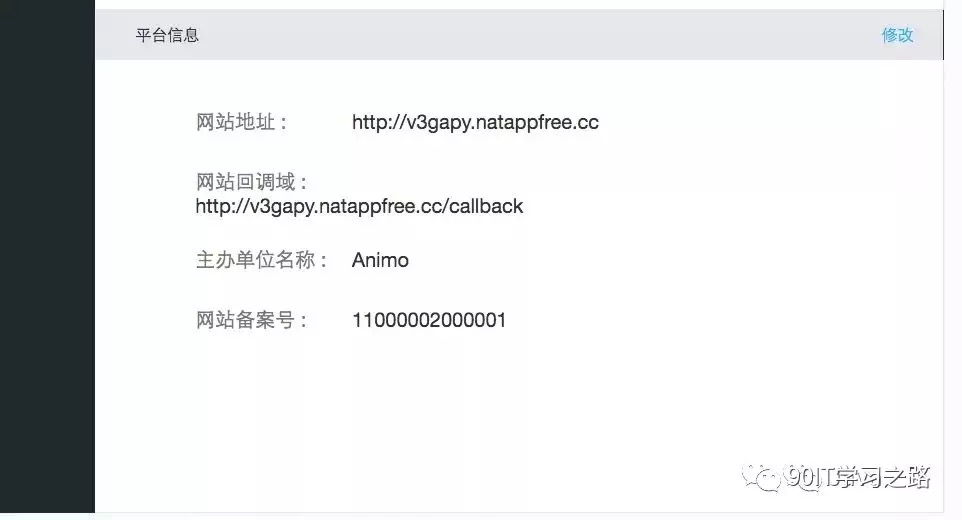 平台信息 修改
网站地址： http://v3gapy.natappfree.cc
网站回调域：
http://v3gapy.natappfree.cc/callback
主办单位名称： Animo
网站备案号： 11000002000001
90IT学习之路